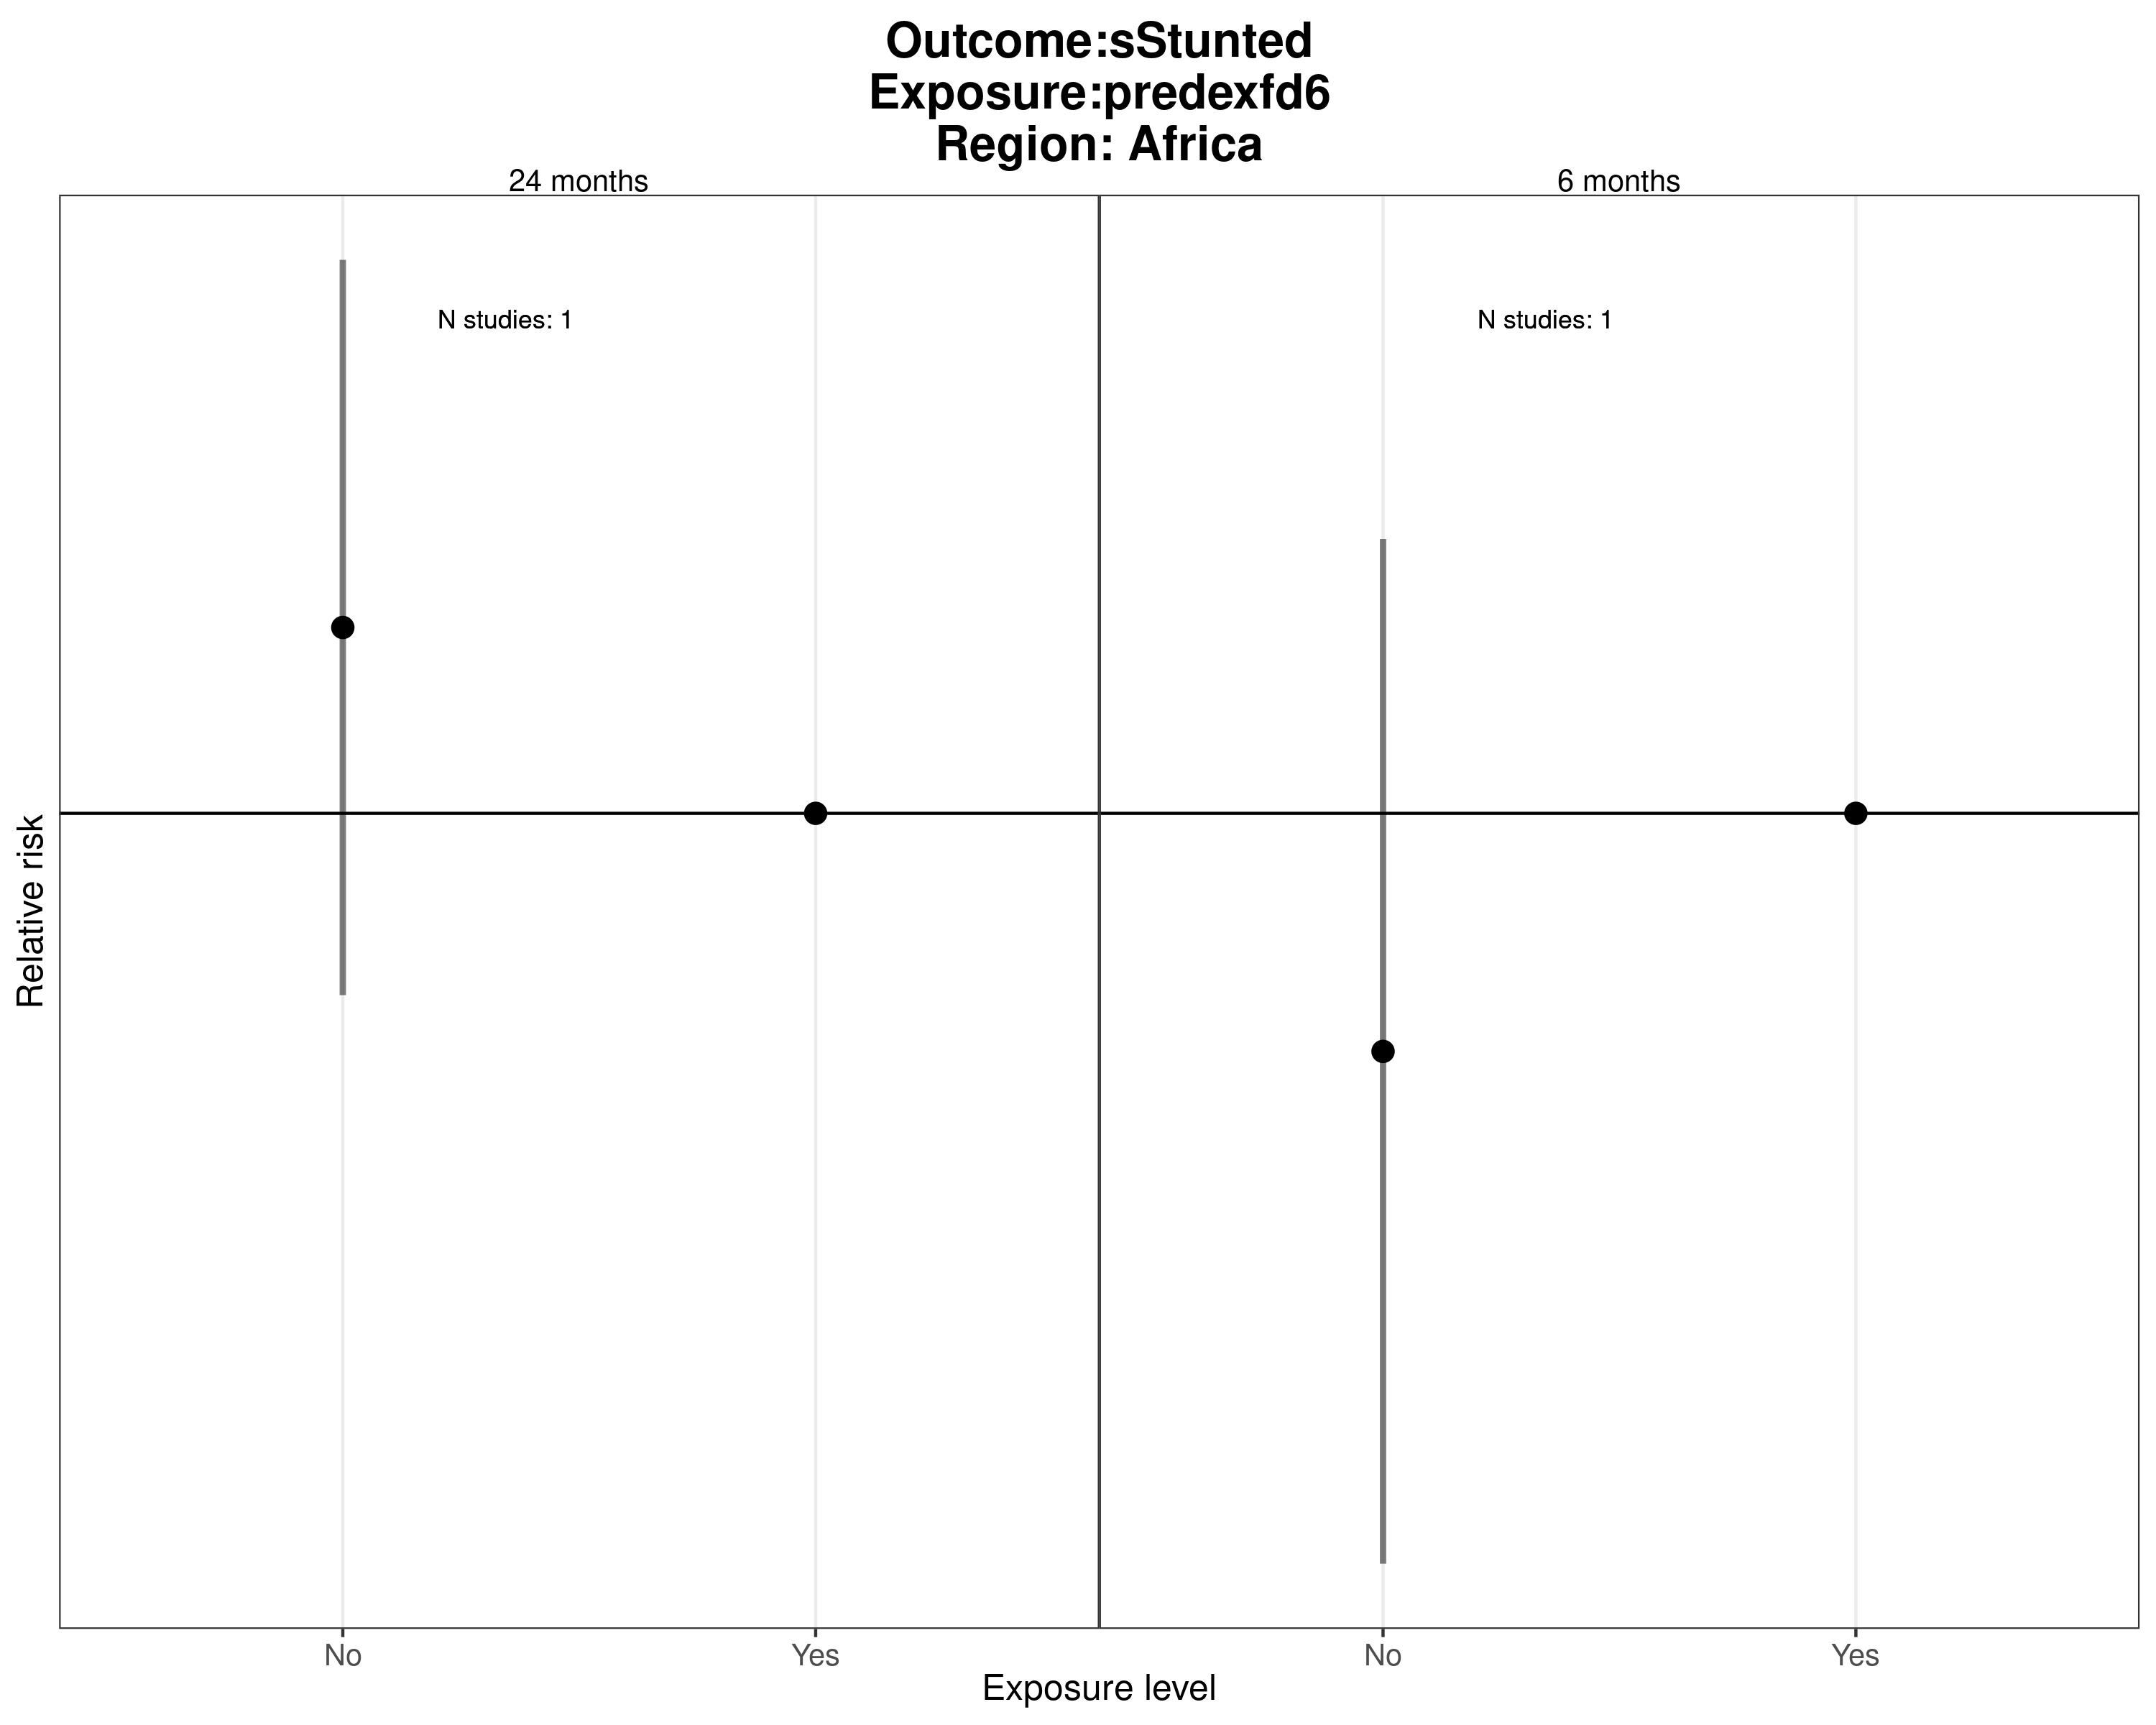 Outcome:sStunted
Exposure:predexfd6
Region: Africa
24 months
6 months
N studies: 1
N studies: 1
Relative risk
No
Yes
No
Yes
Exposure level